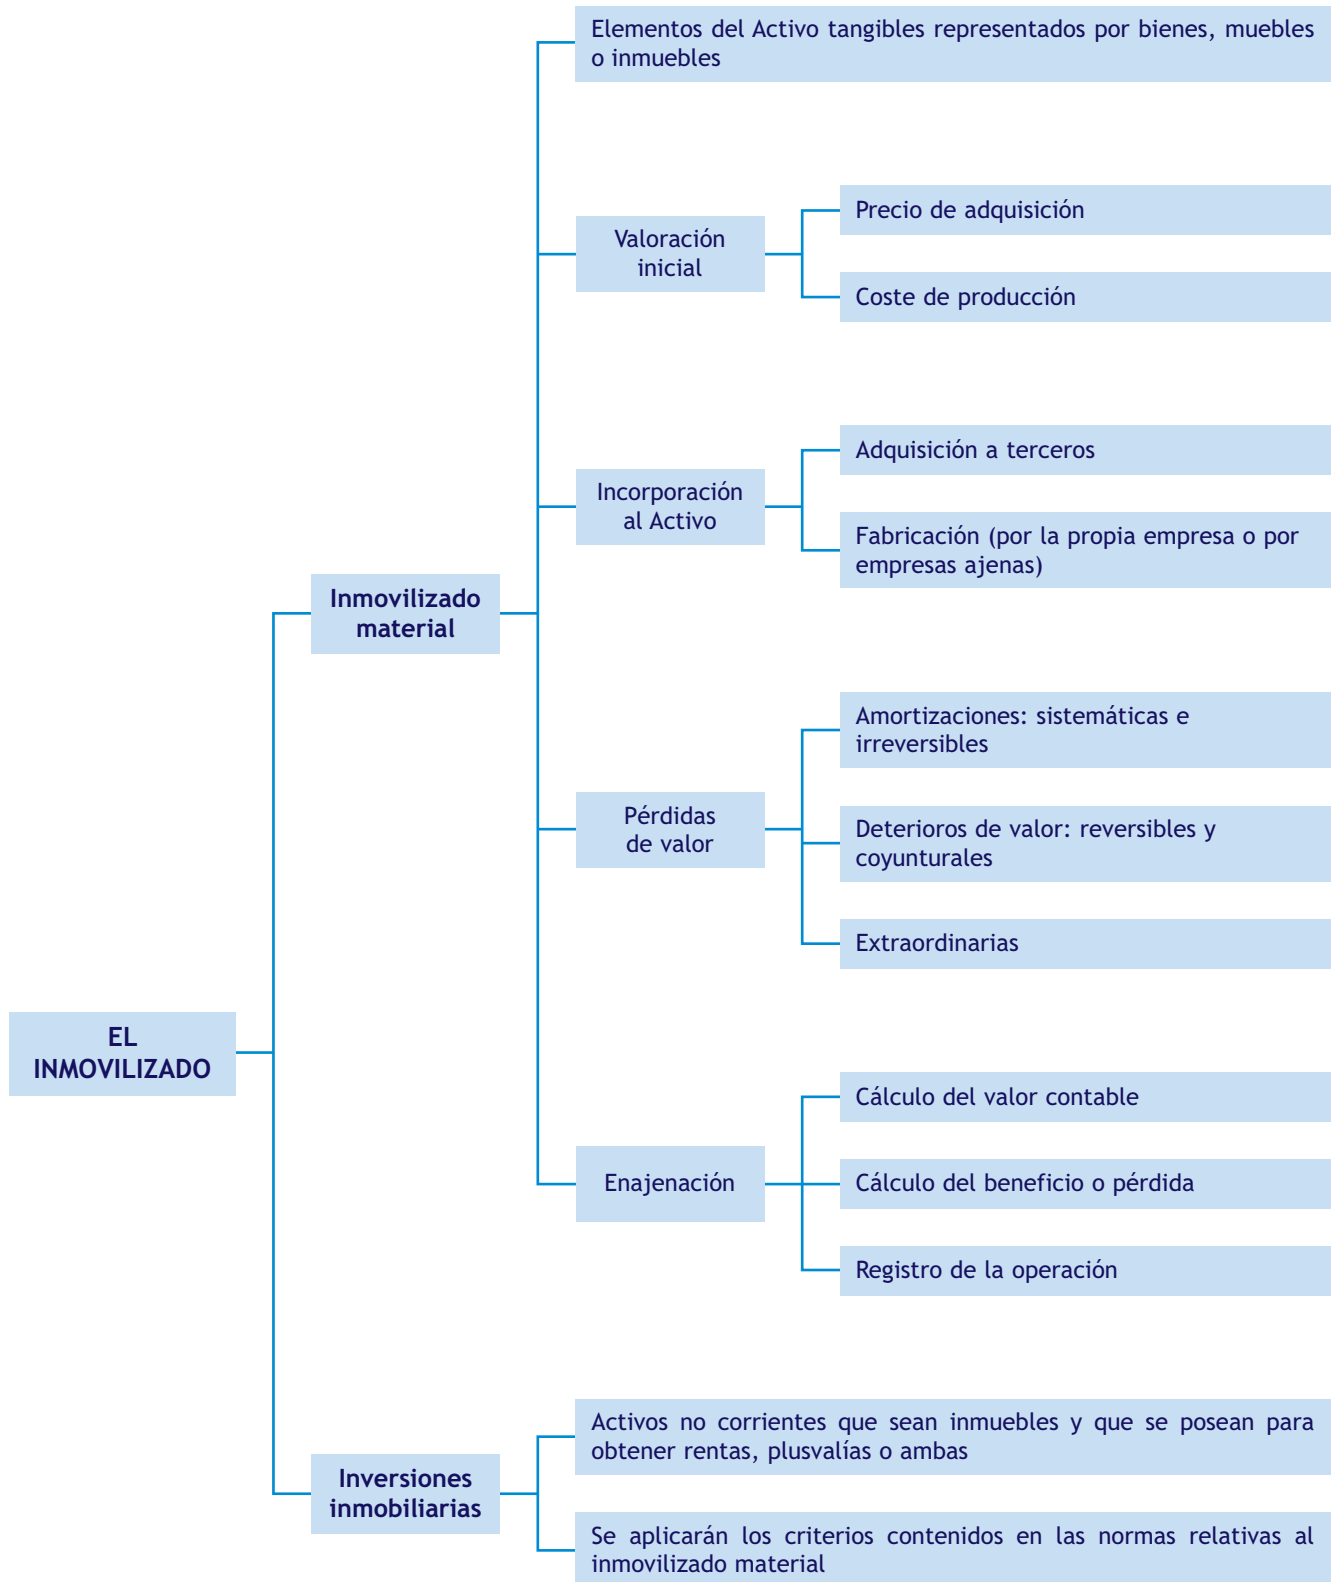 Elementos del Activo tangibles representados por bienes, muebles
o inmuebles
Precio de adquisición
Valoración
inicial
Coste de producción
Adquisición a terceros
Incorporación
al Activo
Fabricación (por la propia empresa o por
empresas ajenas)
Inmovilizado
material
Amortizaciones: sistemáticas e
irreversibles
Pérdidas
de valor
Deterioros de valor: reversibles y
coyunturales
Extraordinarias
EL
INMOVILIZADO
Cálculo del valor contable
Enajenación
Cálculo del beneficio o pérdida
Registro de la operación
Activos no corrientes que sean inmuebles y que se posean para
obtener rentas, plusvalías o ambas
Inversiones
inmobiliarias
Se aplicarán los criterios contenidos en las normas relativas al
inmovilizado material